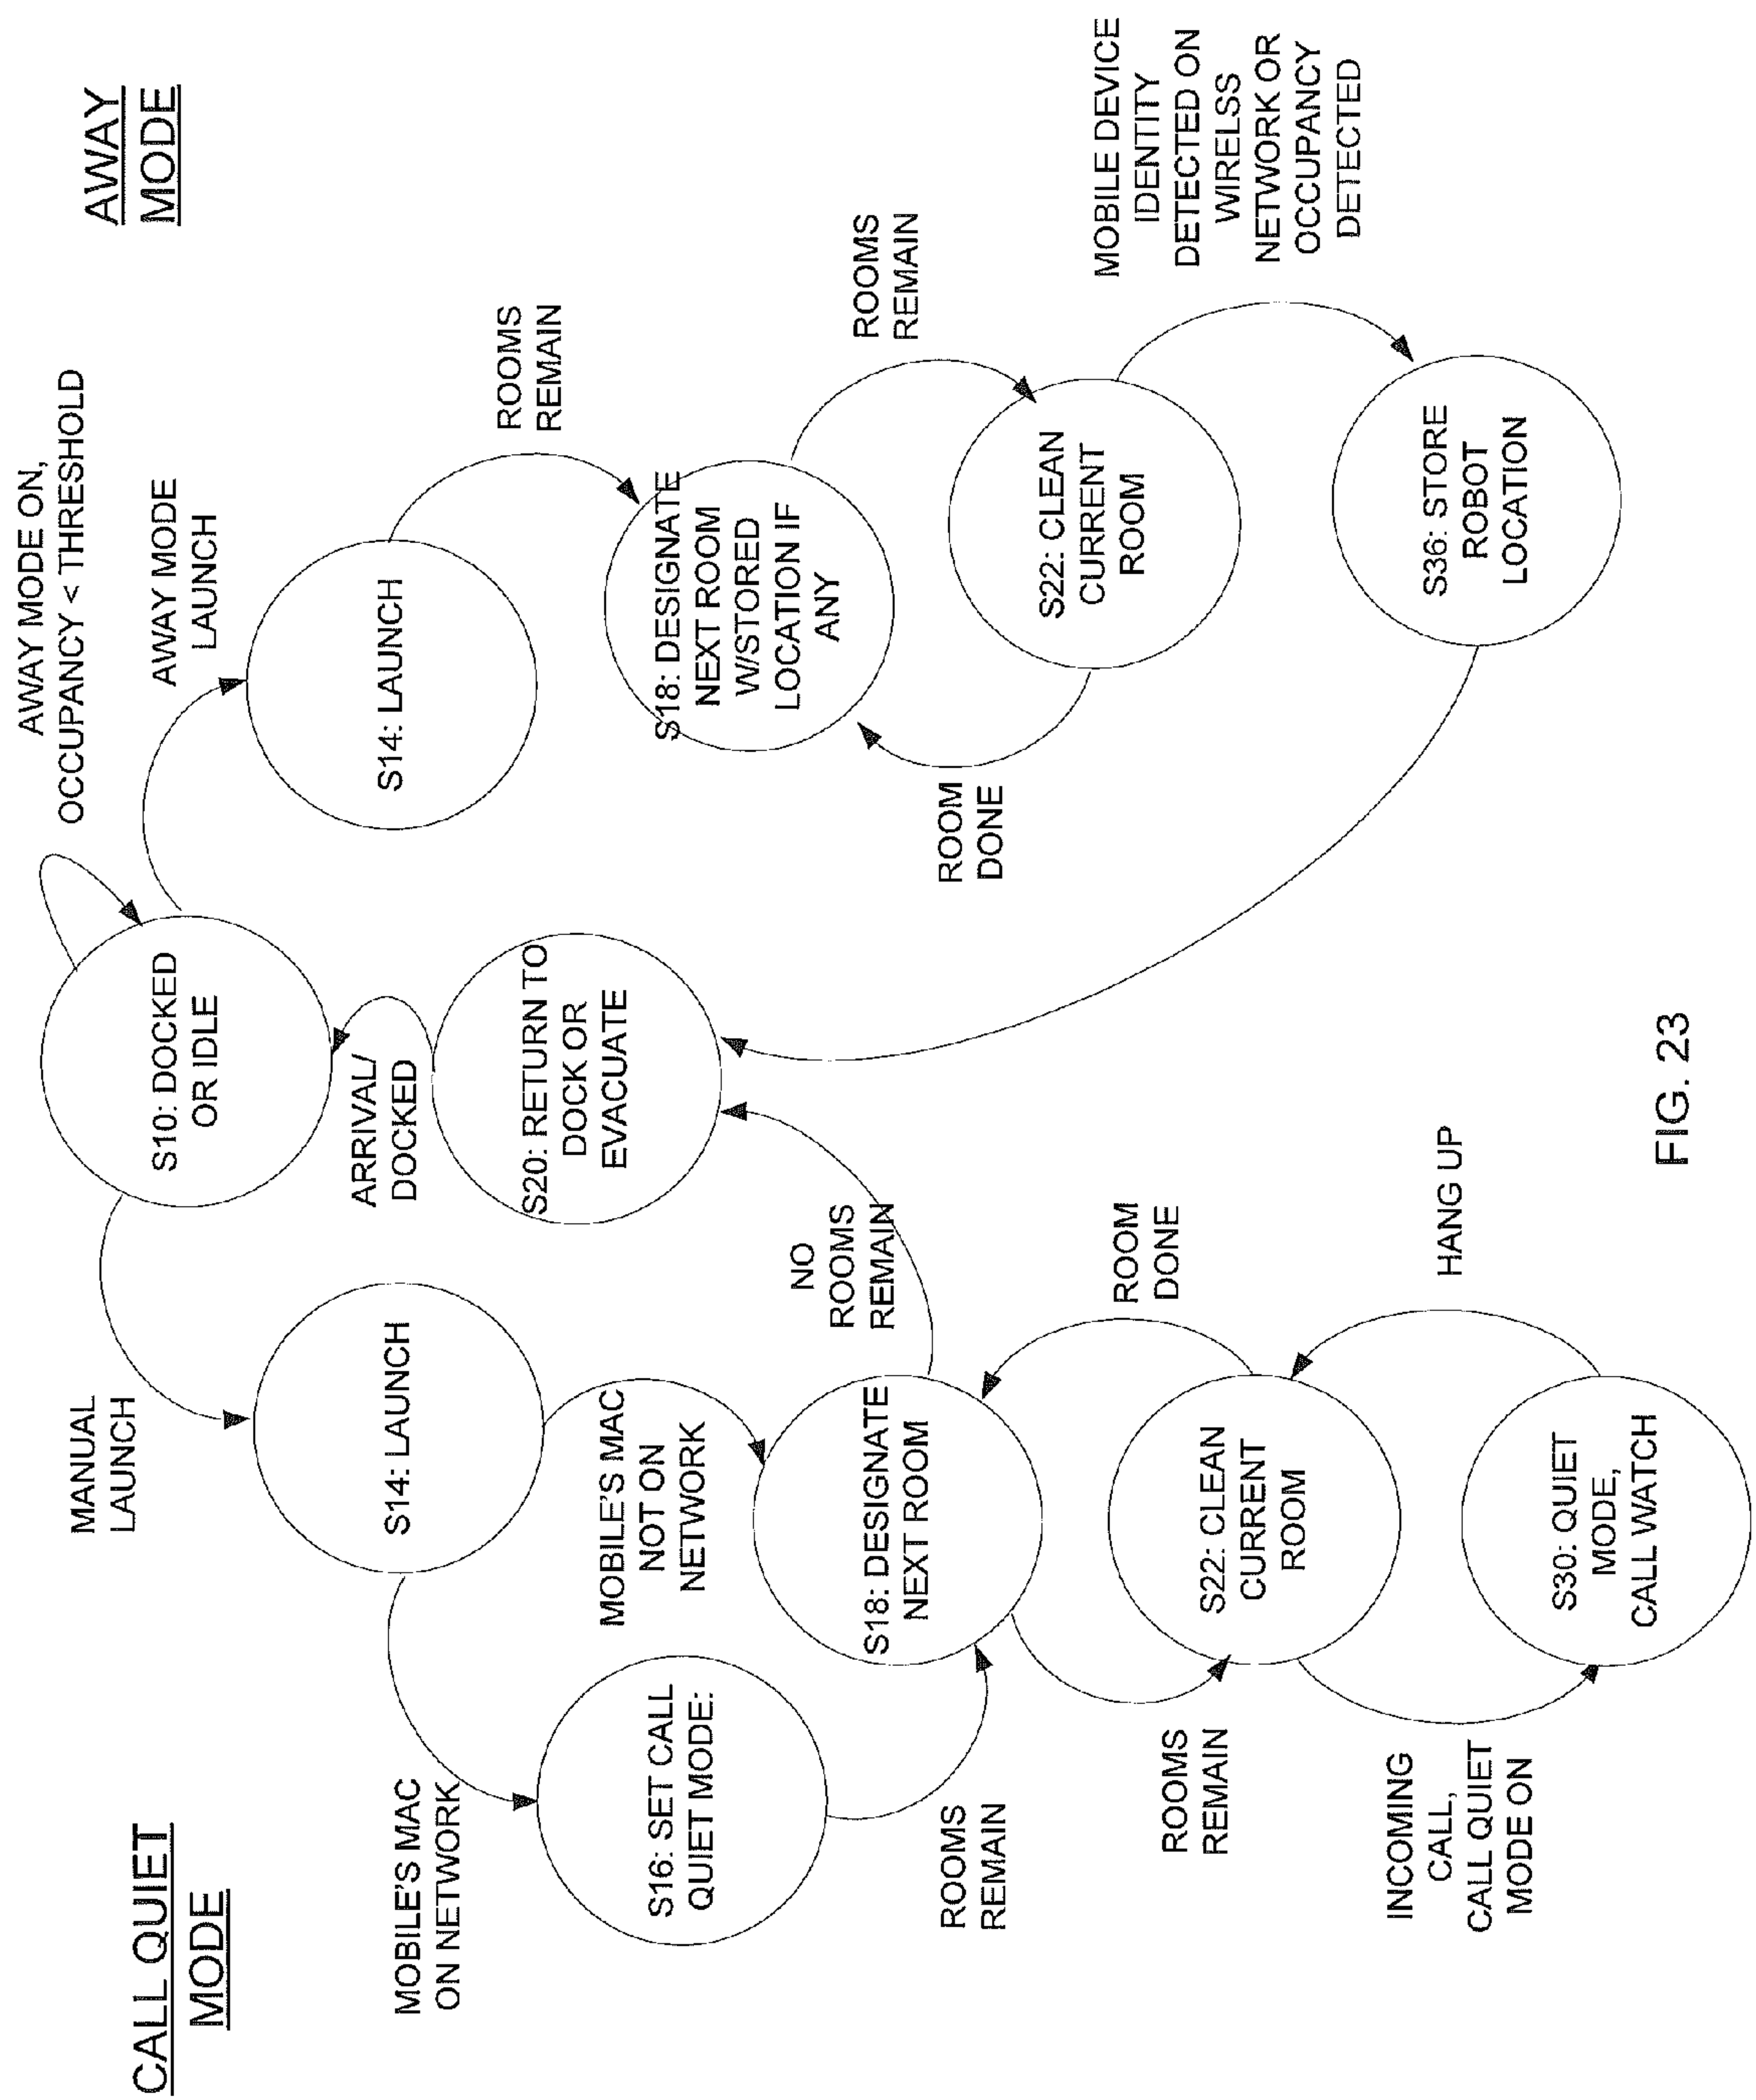 CALL QUIET
MODE
AWAY
MODE
AWAY MODE ON,
OCCUPANCY < THRESHOLD
MANUAL
LAUNCH
S10: DOCKED
OR IDLE
AWAY MODE
LAUNCH
MOBILE'S MAC
ON NETWORK
S14: LAUNCH
ARRIVAL/
DOCKED
S14: LAUNCH
ROOMS
REMAIN
S16: SET CALL
QUIET MODE:
MOBILE'S MAC
NOT ON
NETWORK
S20: RETURN TO
DOCK OR
EVACUATE
S18: DESIGNATE
NEXT ROOM
W/STORED
LOCATION IF
ANY
ROOMS
REMAIN
ROOMS
REMAIN
S18: DESIGNATE
NEXT ROOM
NO
ROOMS
REMAIN
ROOM
DONE
S22: CLEAN
CURRENT
ROOM
MOBILE DEVICE
IDENTITY
DETECTED ON
WIRELSS
NETWORK OR
OCCUPANCY
DETECTED
ROOMS
REMAIN
S22: CLEAN
CURRENT
ROOM
ROOM
DONE
INCOMING
CALL,
CALL QUIET
MODE ON
S30: QUIET
MODE,
CALL WATCH
HANG UP
S36: STORE
ROBOT
LOCATION
FIG. 23